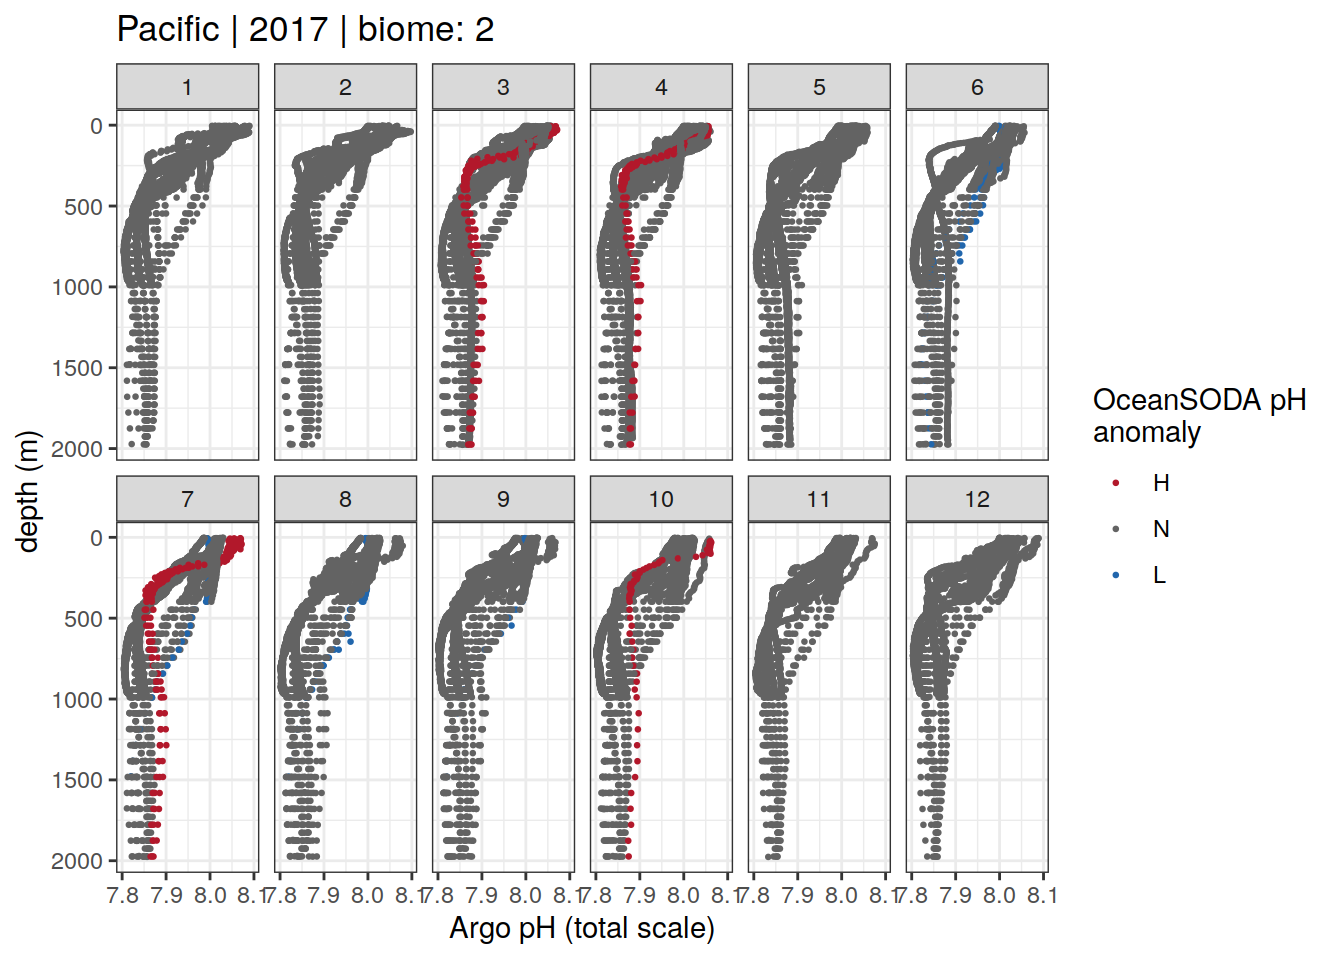 Pacific | 2017 | biome: 2
1 2 3 4 5 6
0
500
1000
1500
2000
7 8 9 10 11 12
0
500
1000
1500
2000
7.8 7.9 8.0 8.1 7.8 7.9 8.0 8.1 7.8 7.9 8.0 8.1 7.8 7.9 8.0 8.1 7.8 7.9 8.0 8.1 7.8 7.9 8.0 8.1
Argo pH (total scale)
depth (m)
OceanSODA pH
anomaly
H
N
L